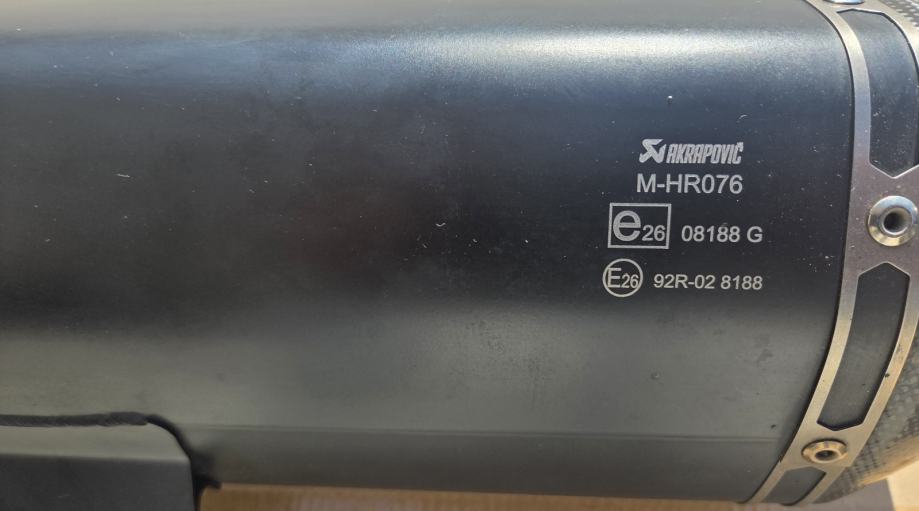 AKRAPOVIČ
M-HR076
e26 08188 G
E26 92R-02 8188